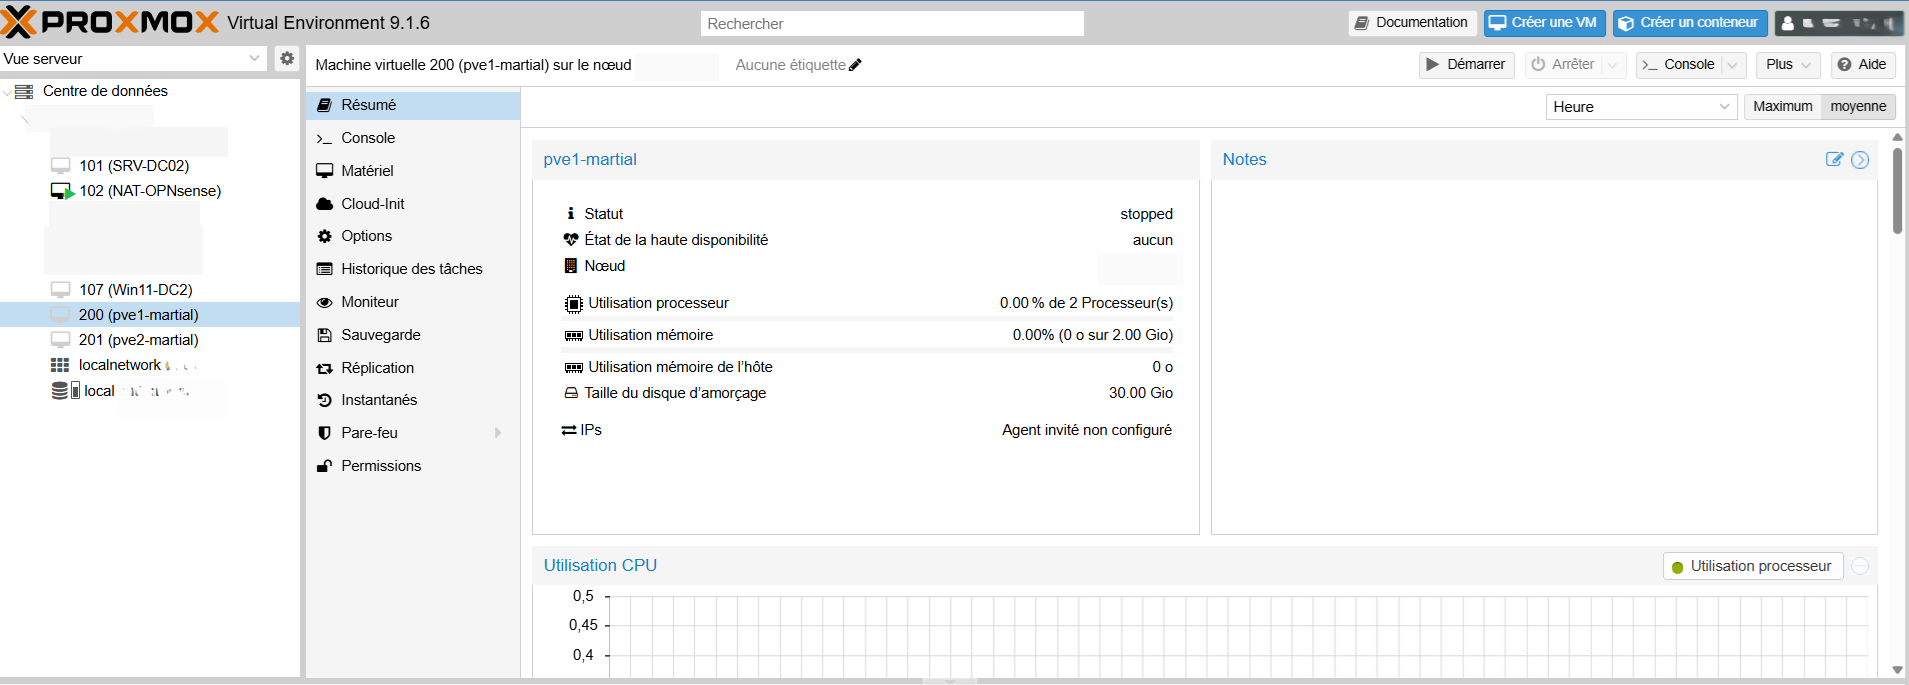 PROXMOX Virtual Environment 9.1.6
Rechercher
Documentation
Créer une VM
Créer un conteneur
Vue serveur
Machine virtuelle 200 (pve1-martial) sur le nœud
Aucune étiquette
Démarrer
Arrêter
Console
Plus
Aide
Centre de données
101 (SRV-DC02)
102 (NAT-OPNsense)
107 (Win11-DC2)
200 (pve1-martial)
201 (pve2-martial)
localnetwork
local
Résumé
Console
Matériel
Cloud-Init
Options
Historique des tâches
Moniteur
Sauvegarde
Réplication
Instantanés
Pare-feu
Permissions
Heure
Maximum
moyenne
pve1-martial
Statut stopped
État de la haute disponibilité aucun
Nœud
Utilisation processeur 0.00 % de 2 Processeur(s)
Utilisation mémoire 0.00% (0 o sur 2.00 Gio)
Utilisation mémoire de l’hôte 0 o
Taille du disque d’amorçage 30.00 Gio
IPs Agent invité non configuré
Notes
Utilisation CPU
Utilisation processeur
0,5
0,45
0,4